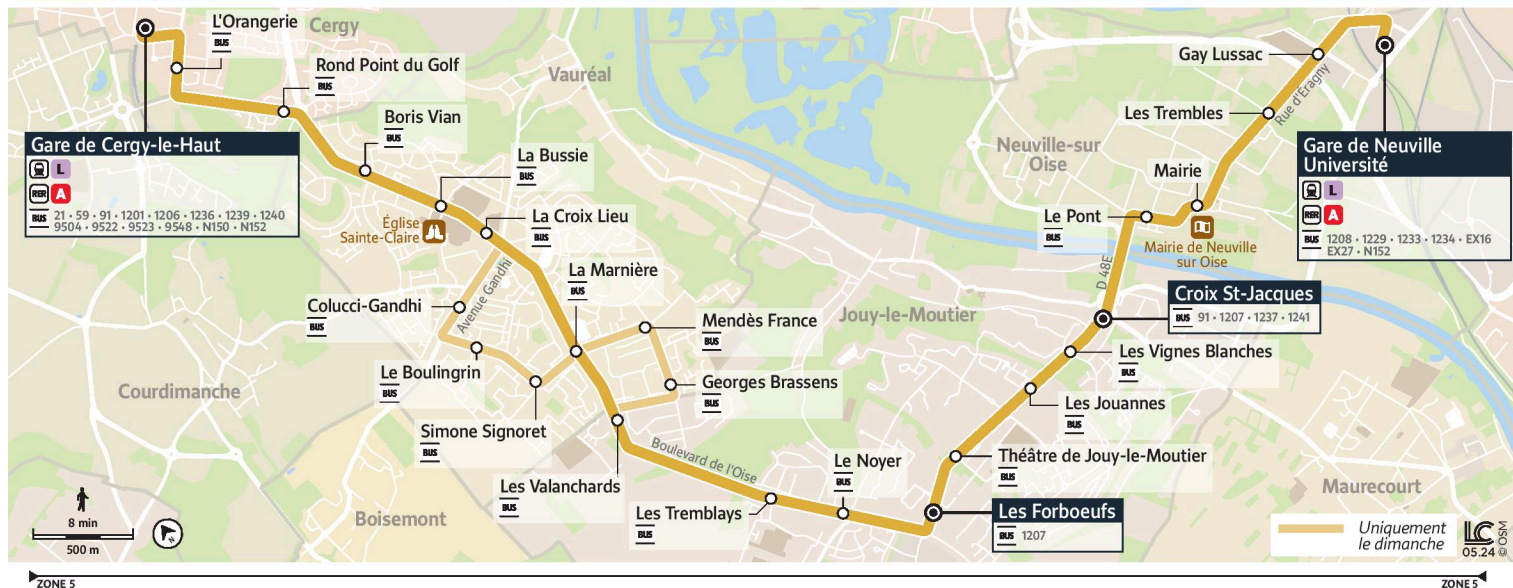 L'Orangerie
BUS
Cergy
Rond Point du Golf
BUS
Vauréal
Boris Vian
BUS
Gare de Cergy-le-Haut
L
RER A
BUS 21 • 59 • 91 • 1201 • 1206 • 1236 • 1239 • 1240
9504 • 9522 • 9523 • 9548 • N150 • N152
La Bussie
BUS
Église
Sainte-Claire
La Croix Lieu
BUS
La Marnière
BUS
Avenue Gandhi
Colucci-Gandhi
BUS
Le Boulingrin
BUS
Mendès France
BUS
Georges Brassens
BUS
Courdimanche
Simone Signoret
BUS
Les Valanchards
BUS
Boulevard de l'Oise
Les Tremblays
BUS
Le Noyer
BUS
Boisemont
8 min
500 m
N
Gay Lussac
Rue d'Éragny
Les Trembles
Neuville-sur
Oise
Mairie
Gare de Neuville
Université
L
RER A
BUS 1208 • 1229 • 1233 • 1234 • EX16
EX27 • N152
Le Pont
BUS
Mairie de Neuville
sur Oise
D 48E
Croix St-Jacques
BUS 91 • 1207 • 1237 • 1241
Jouy-le-Moutier
Les Vignes Blanches
BUS
Les Jouannes
BUS
Théâtre de Jouy-le-Moutier
BUS
Les Forboeufs
BUS 1207
Maurecourt
Uniquement
le dimanche
LC
05.24 © OSM
ZONE 5
ZONE 5